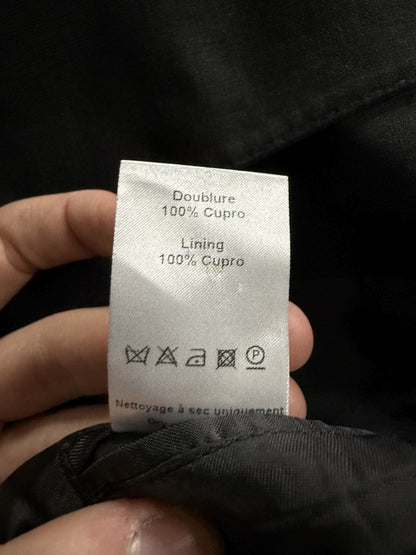 Doublure
100% Cupro
Lining
100% Cupro
P
Nettoyage à sec uniquement